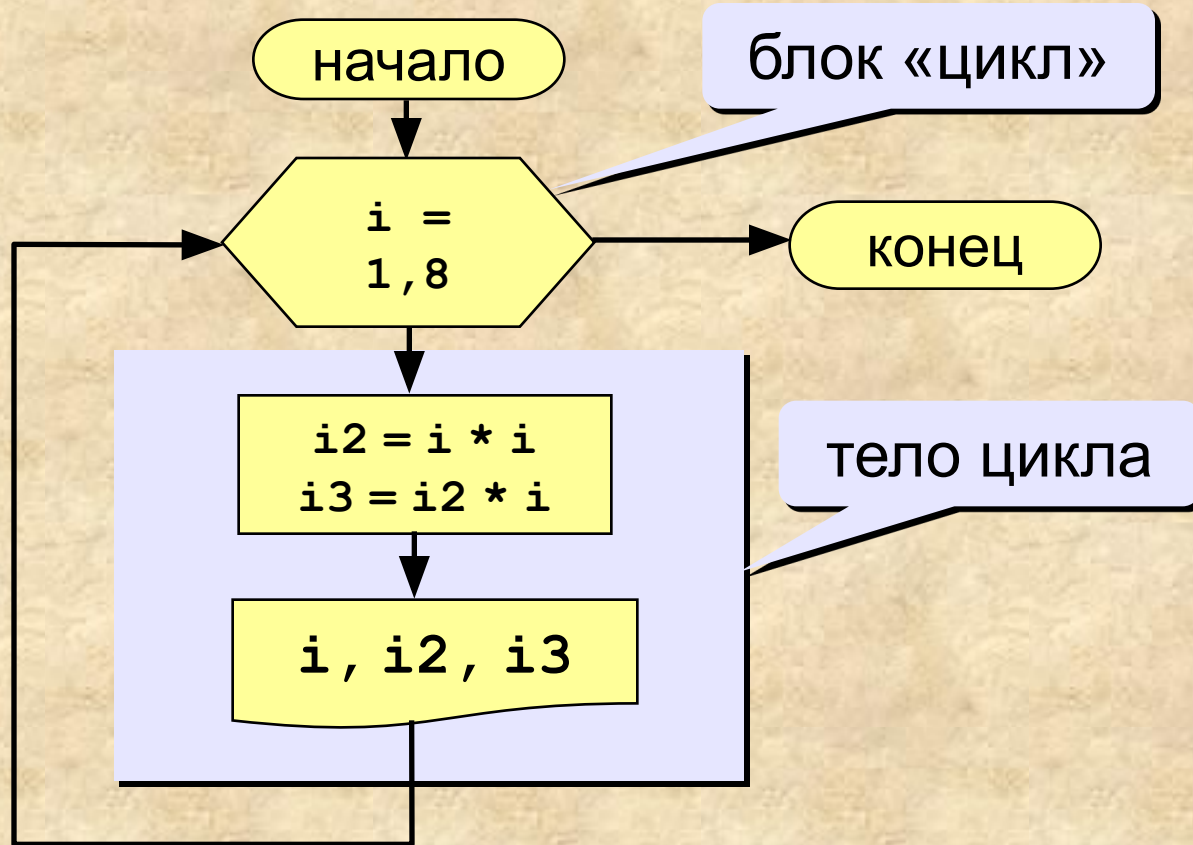 начало
блок «цикл»
i =
1,8
конец
i2 = i * i
i3 = i2 * i
тело цикла
i, i2, i3